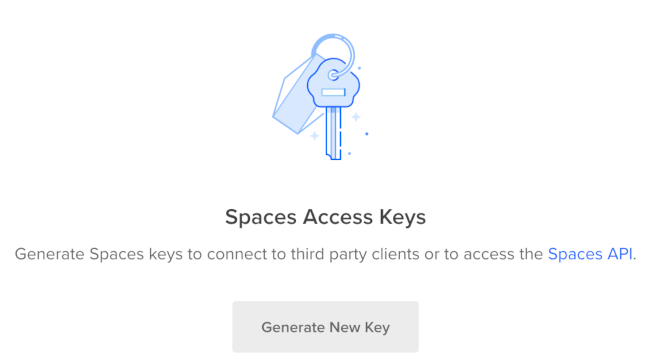 Spaces Access Keys
Generate Spaces keys to connect to third party clients or to access the Spaces API.
Generate New Key